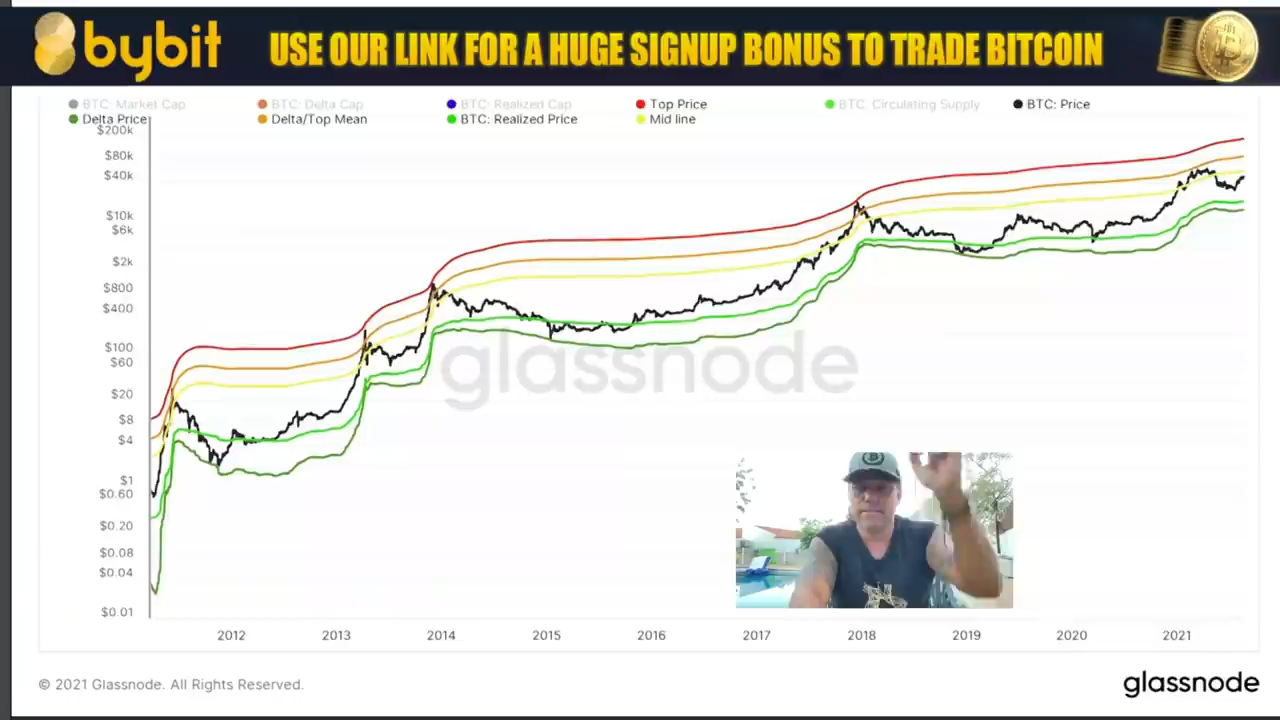 bybit USE OUR LINK FOR A HUGE SIGNUP BONUS TO TRADE BITCOIN
BTC: Market Cap BTC: Delta Cap BTC: Realized Cap Top Price BTC: Circulating Supply BTC: Price
Delta Price Delta/Top Mean BTC: Realized Price Mid line
$200k
$80k
$40k
$10k
$6k
$2k
$800
$400
$100
$60
$20
$8
$4
$1
$0.60
$0.20
$0.08
$0.04
$0.01
glassnode
2012 2013 2014 2015 2016 2017 2018 2019 2020 2021
© 2021 Glassnode. All Rights Reserved. glassnode